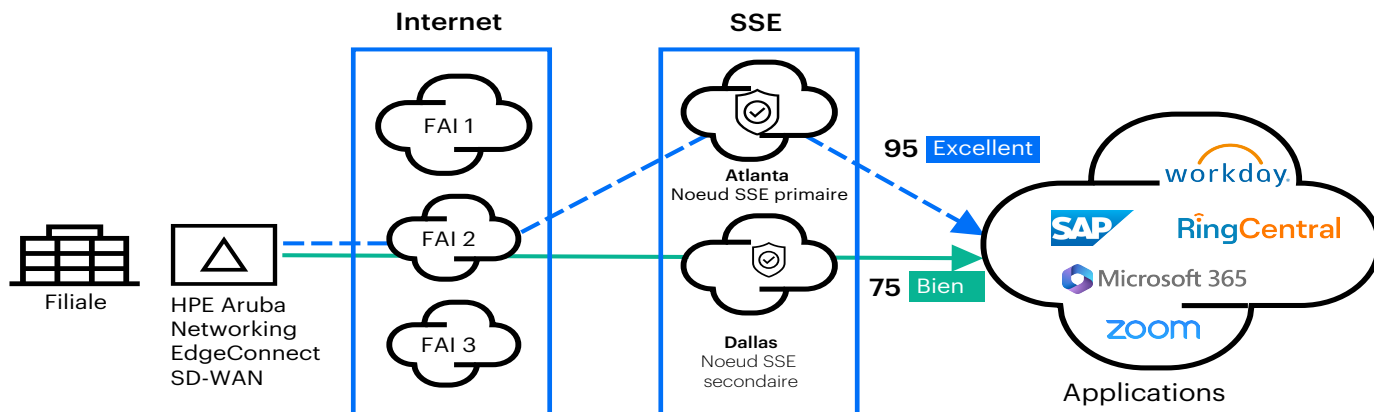 Internet
SSE
FAI 1
FAI 2
FAI 3
Atlanta
Noeud SSE primaire
Dallas
Noeud SSE
secondaire
95 Excellent
75 Bien
Filiale
HPE Aruba
Networking
EdgeConnect
SD-WAN
workday.
SAP
RingCentral
Microsoft 365
zoom
Applications